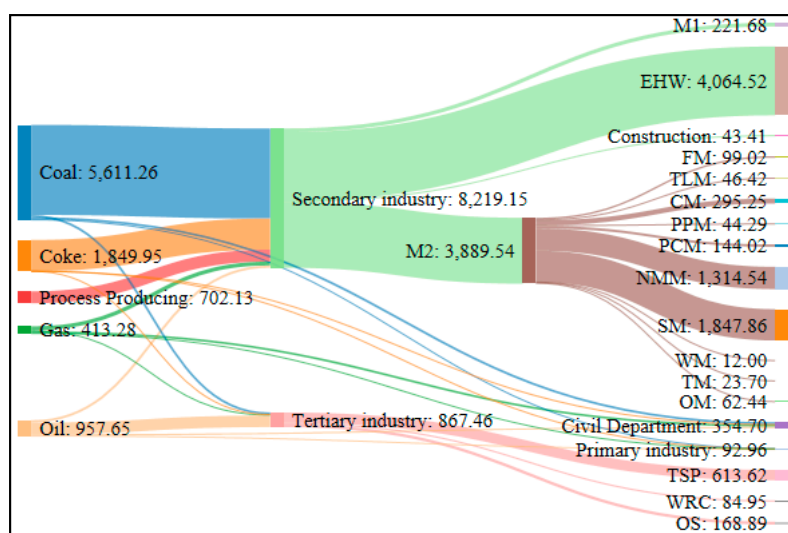 M1: 221.68
EHW: 4,064.52
Construction: 43.41
FM: 99.02
TLM: 46.42
CM: 295.25
PPM: 44.29
PCM: 144.02
NMM: 1,314.54
SM: 1,847.86
WM: 12.00
TM: 23.70
OM: 62.44
Civil Department: 354.70
Primary industry: 92.96
TSP: 613.62
WRC: 84.95
OS: 168.89
Coal: 5,611.26
Secondary industry: 8,219.15
Coke: 1,849.95
M2: 3,889.54
Process Producing: 702.13
Gas: 413.28
Oil: 957.65
Tertiary industry: 867.46